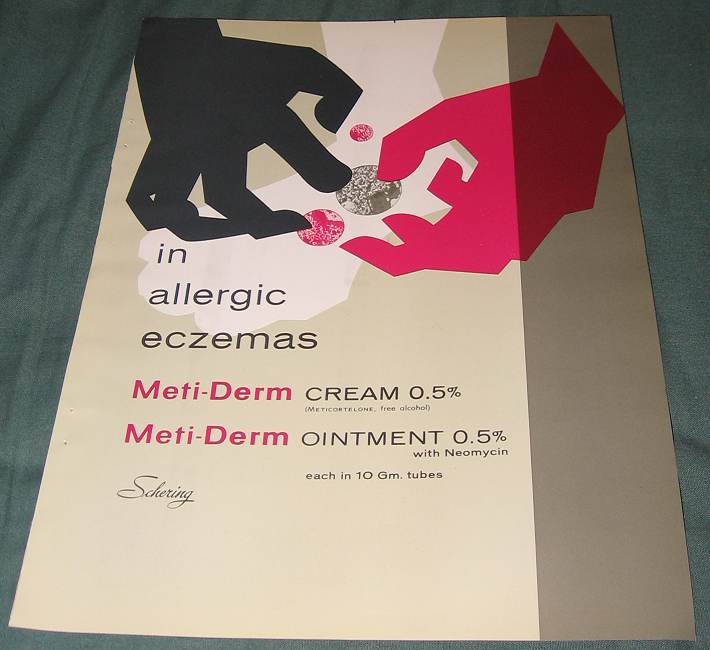 in
allergic
eczemas
Meti-Derm CREAM 0.5%
(METICORTELONE, free alcohol)
Meti-Derm OINTMENT 0.5%
with Neomycin
each in 10 Gm. tubes
Schering